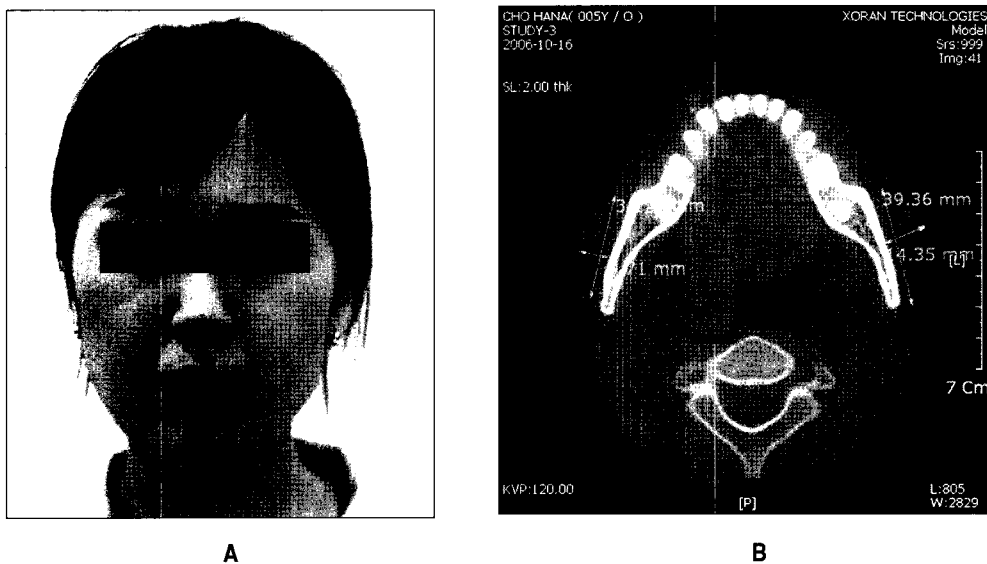 CHO HANA( 005Y / O )
STUDY-3
2006-10-16
SL:2.00 thk
XORAN TECHNOLOGIES
Model
Srs:999
Img:41
39.36 mm
4.35 mm
[L]
7 Cm
KVP:120.00
[P]
L:805
W:2829
A
B